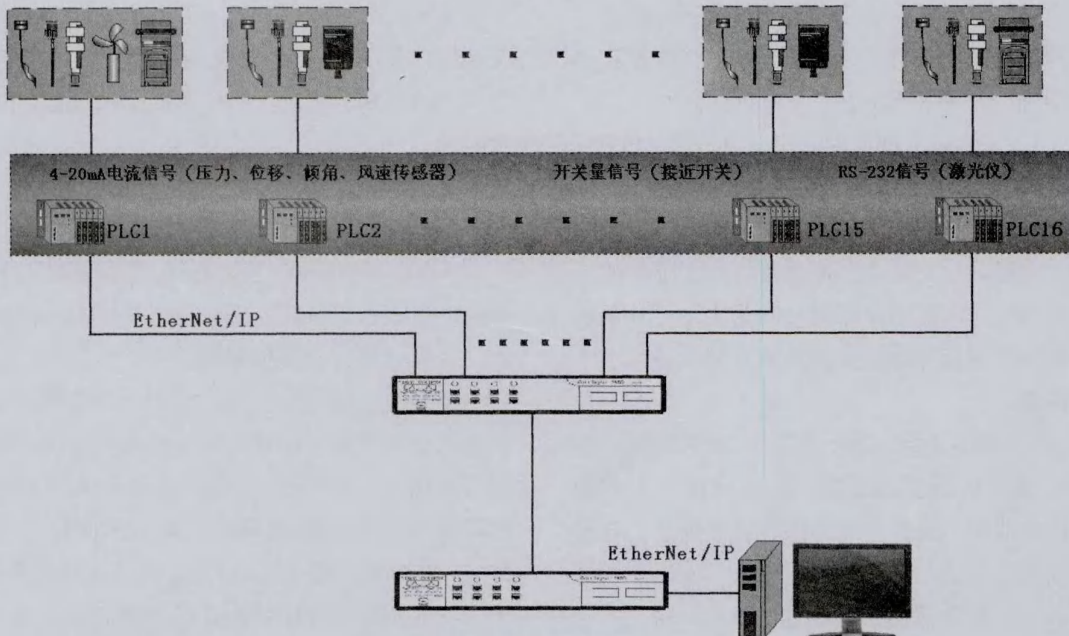 4-20mA电流信号(压力、位移、倾角、风速传感器)
开关量信号(接近开关)
RS-232信号(激光仪)
PLC1
PLC2
PLC15
PLC16
EtherNet/IP
EtherNet/IP